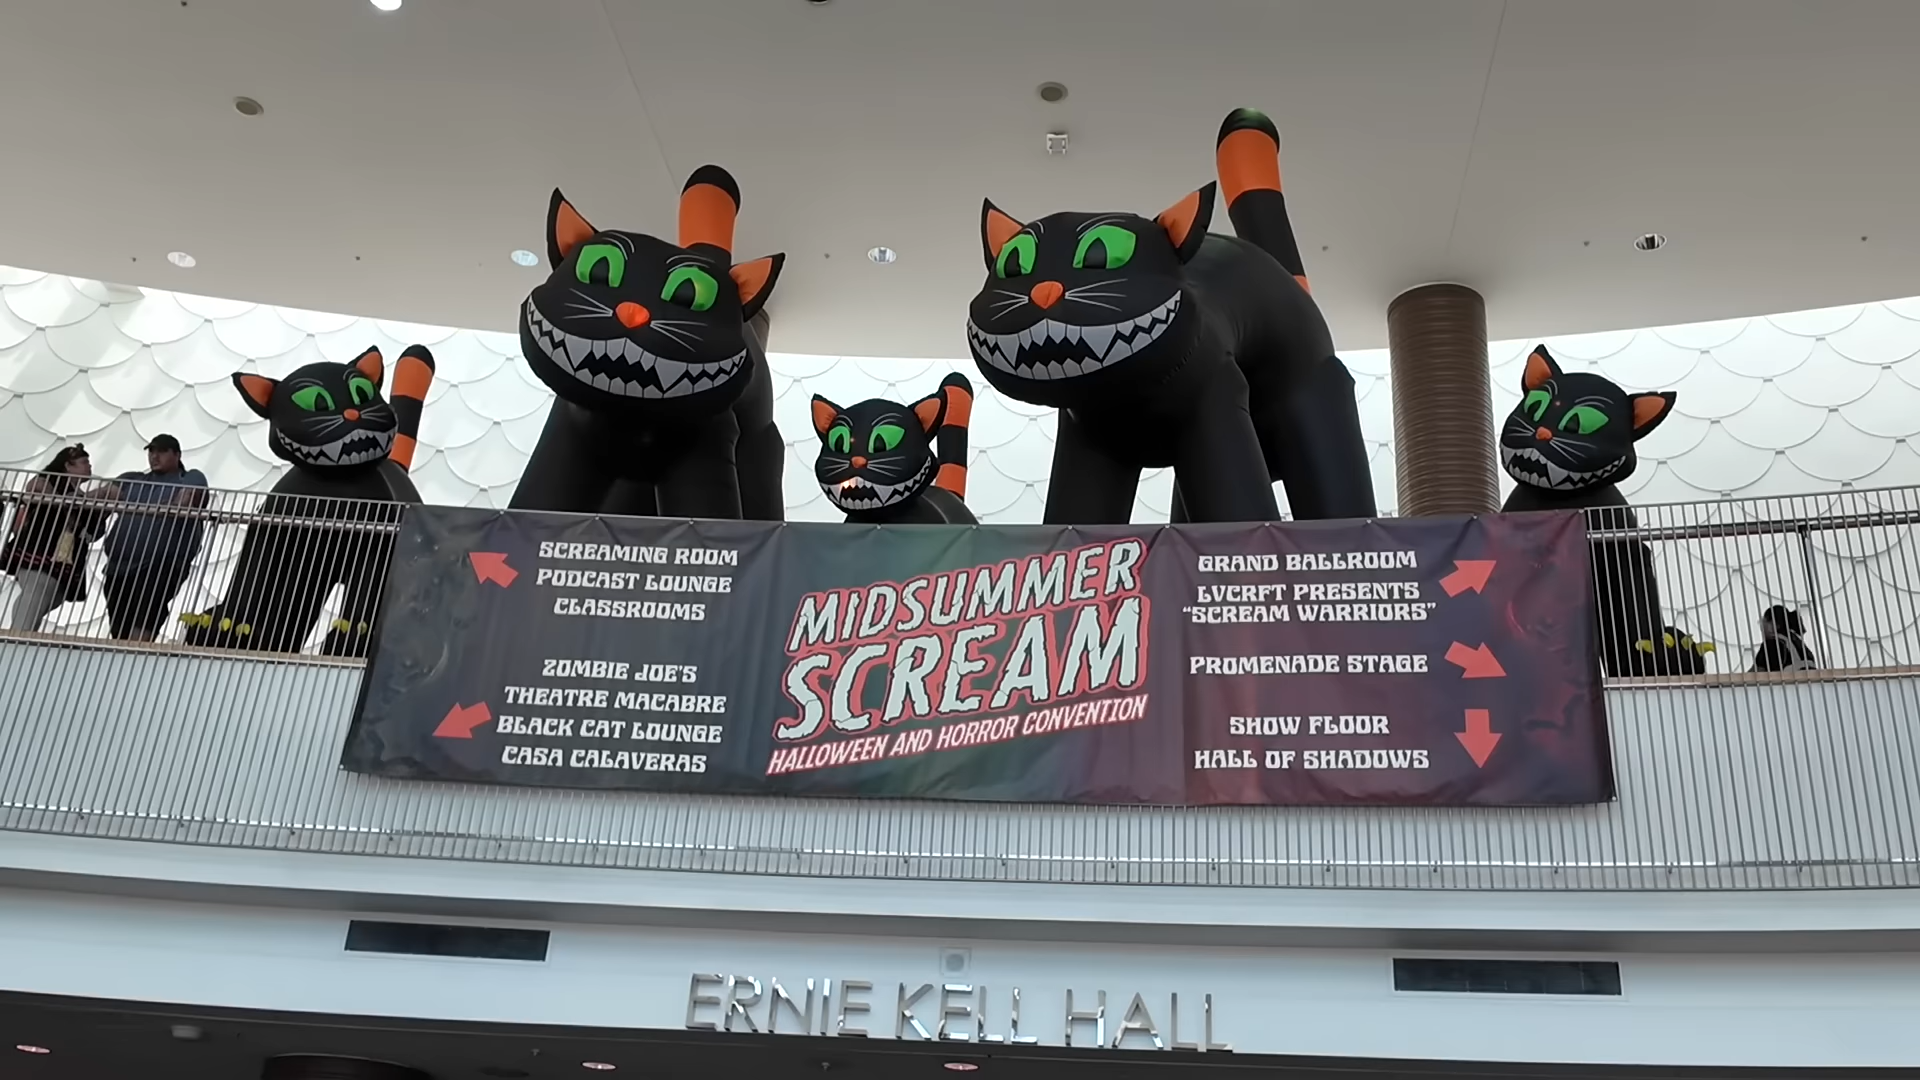 SCREAMING ROOM
PODCAST LOUNGE
CLASSROOMS
ZOMBIE JOE'S
THEATRE MACABRE
BLACK CAT LOUNGE
CASA CALAVERAS
MIDSUMMER
SCREAM
HALLOWEEN AND HORROR CONVENTION
GRAND BALLROOM
LVCRFT PRESENTS
"SCREAM WARRIORS"
PROMENADE STAGE
SHOW FLOOR
HALL OF SHADOWS
ERNIE KELL HALL